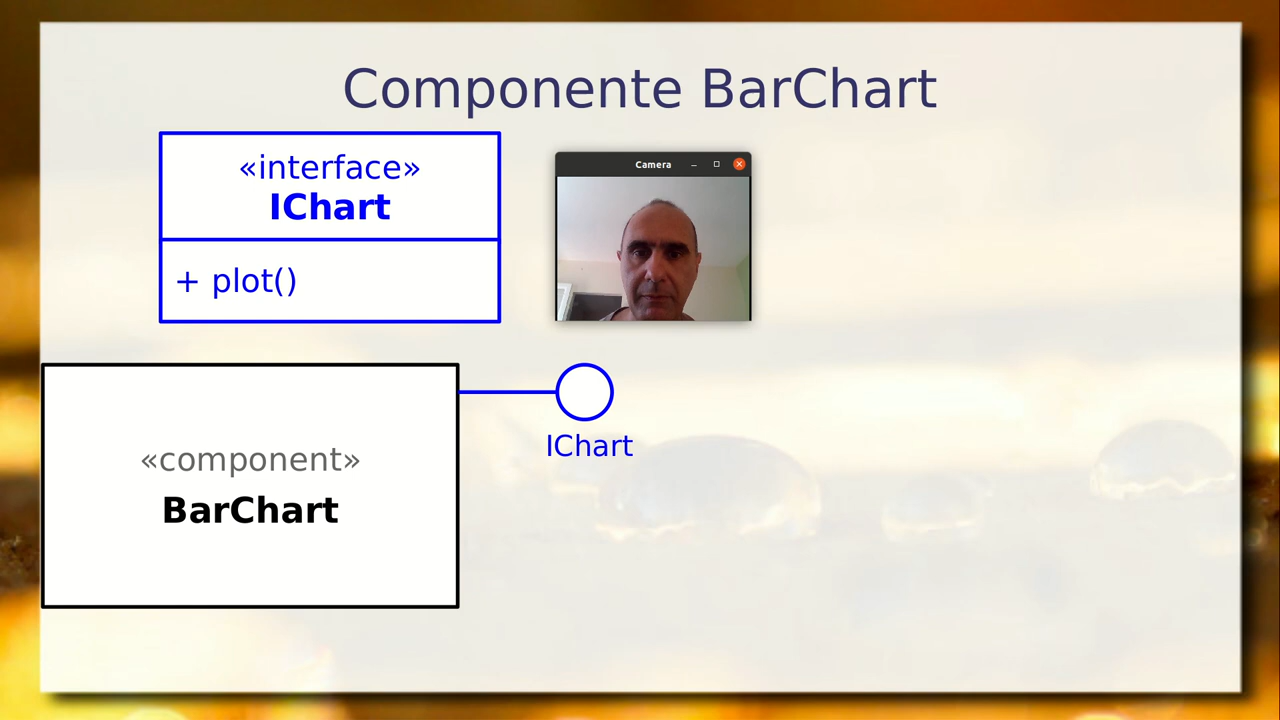 Componente BarChart
«interface»
IChart
+ plot()
Camera
IChart
«component»
BarChart